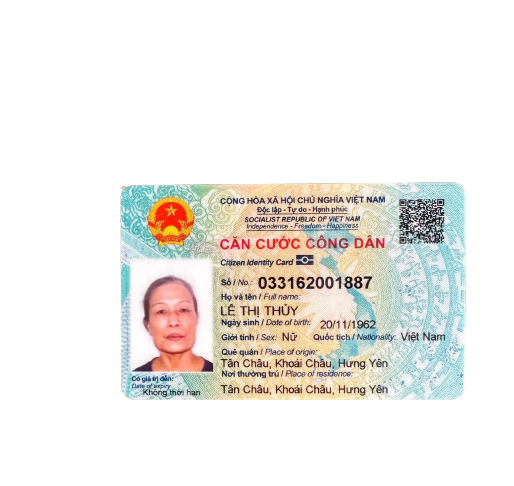 CỘNG HÒA XÃ HỘI CHỦ NGHĨA VIỆT NAM
Độc lập - Tự do - Hạnh phúc
SOCIALIST REPUBLIC OF VIET NAM
Independence - Freedom - Happiness
CĂN CƯỚC CÔNG DÂN
Citizen Identity Card
Số / No.: 033162001887
Họ và tên / Full name:
LÊ THỊ THỦY
Ngày sinh / Date of birth: 20/11/1962
Giới tính / Sex: Nữ Quốc tịch / Nationality: Việt Nam
Quê quán / Place of origin:
Tân Châu, Khoái Châu, Hưng Yên
Nơi thường trú / Place of residence:
Tân Châu, Khoái Châu, Hưng Yên
Có giá trị đến:
Date of expiry
Không thời hạn